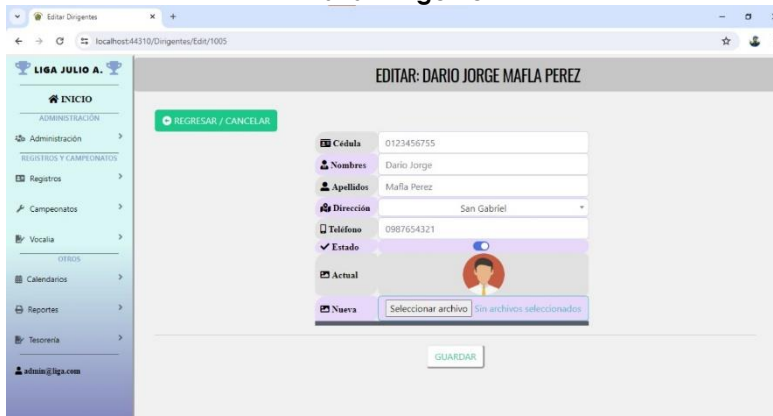 Editar Dirigentes
localhost:44310/Dirigentes/Edit/1005
LIGA JULIO A.
INICIO
ADMINISTRACIÓN
Administración
REGISTROS Y CAMPEONATOS
Registros
Campeonatos
Vocalia
OTROS
Calendarios
Reportes
Tesorería
admin@liga.com
EDITAR: DARIO JORGE MAFLA PEREZ
REGRESAR / CANCELAR
Cédula 0123456755
Nombres Dario Jorge
Apellidos Mafla Perez
Dirección San Gabriel
Teléfono 0987654321
Estado
Actual
Nueva Seleccionar archivo Sin archivos seleccionados
GUARDAR